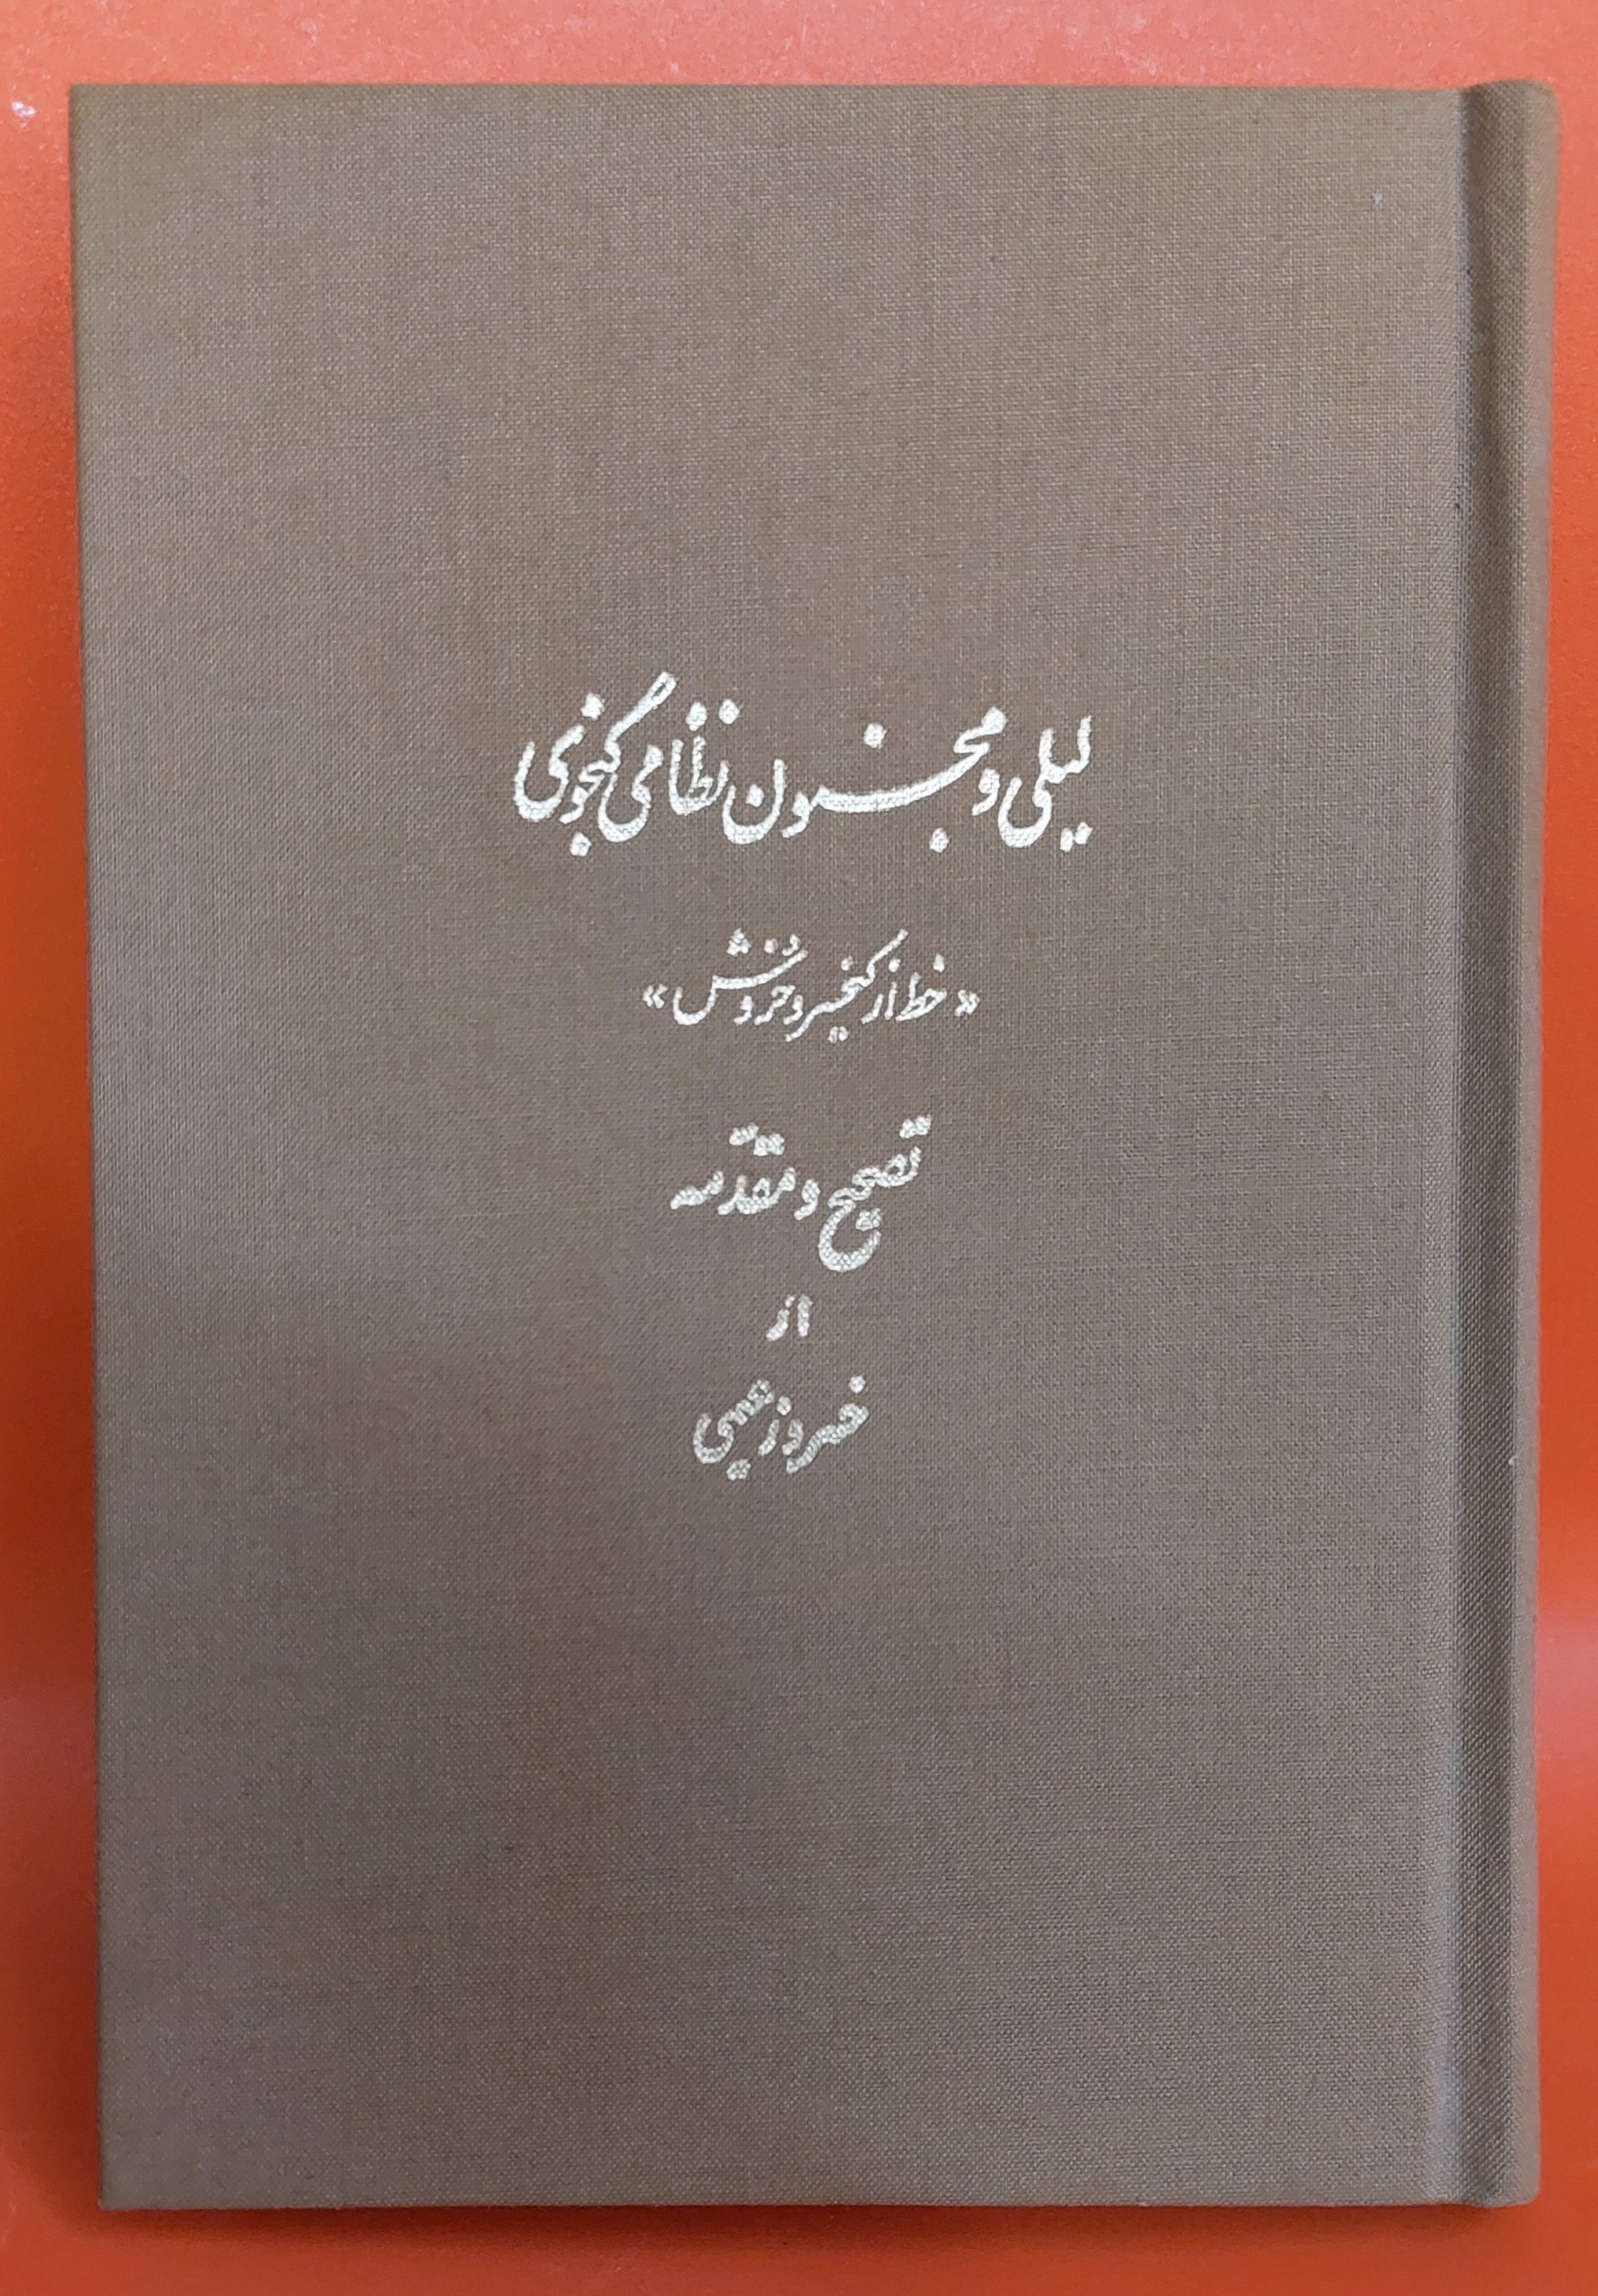 لیلی و مجنون نظامی گنجوی
«خط از کیخسرو خروش»
تصحیح و مقدمه
از
خسرو زعیمی